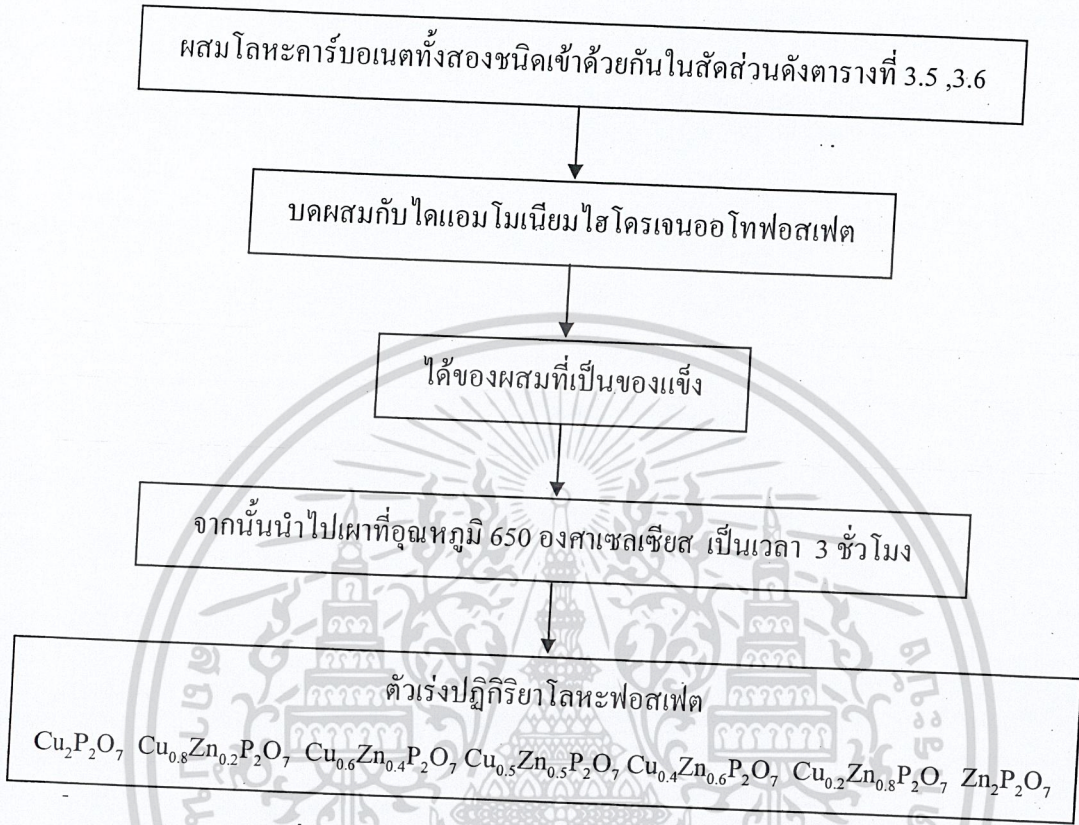 ผสมโลหะคาร์บอเนตทั้งสองชนิดเข้าด้วยกันในสัดส่วนดังตารางที่ 3.5 ,3.6
บดผสมกับไดแอมโมเนียมไฮโดรเจนออโทฟอสเฟต
ได้ของผสมที่เป็นของแข็ง
จากนั้นนำไปเผาที่อุณหภูมิ 650 องศาเซลเซียส เป็นเวลา 3 ชั่วโมง
ตัวเร่งปฏิกิริยาโลหะฟอสเฟต
Cu₂P₂O₇ Cu₀.₈Zn₀.₂P₂O₇ Cu₀.₆Zn₀.₄P₂O₇ Cu₀.₅Zn₀.₅P₂O₇ Cu₀.₄Zn₀.₆P₂O₇ Cu₀.₂Zn₀.₈P₂O₇ Zn₂P₂O₇